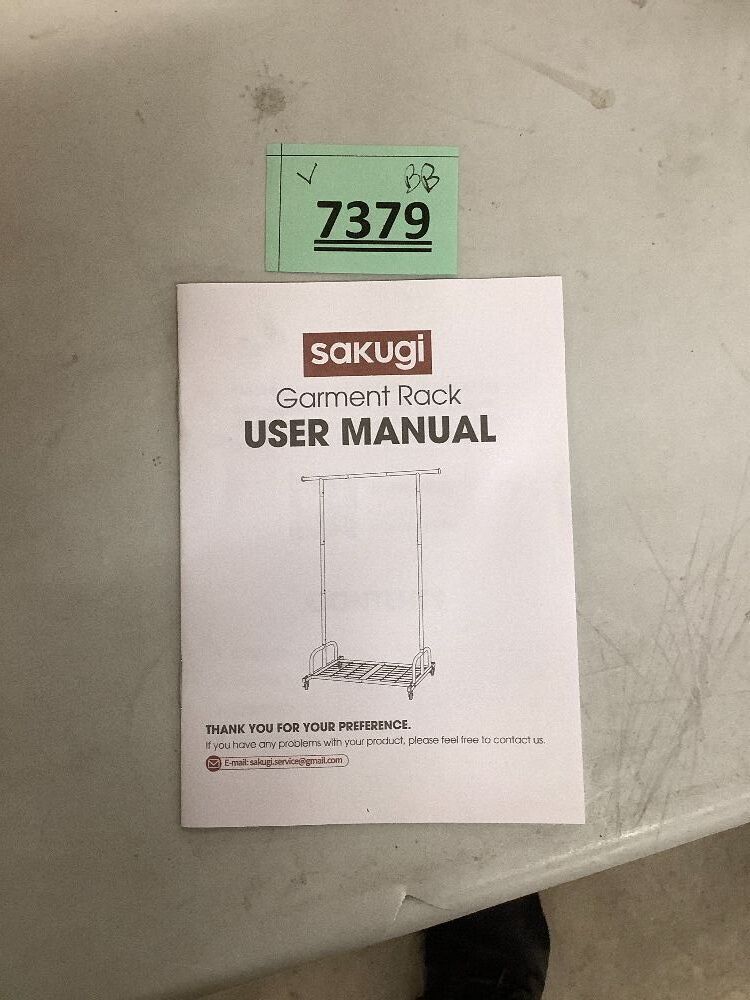 BB
7379
sakugi
Garment Rack
USER MANUAL
THANK YOU FOR YOUR PREFERENCE.
If you have any problems with your product, please feel free to contact us.
E-mail: sakugi.service@gmail.com